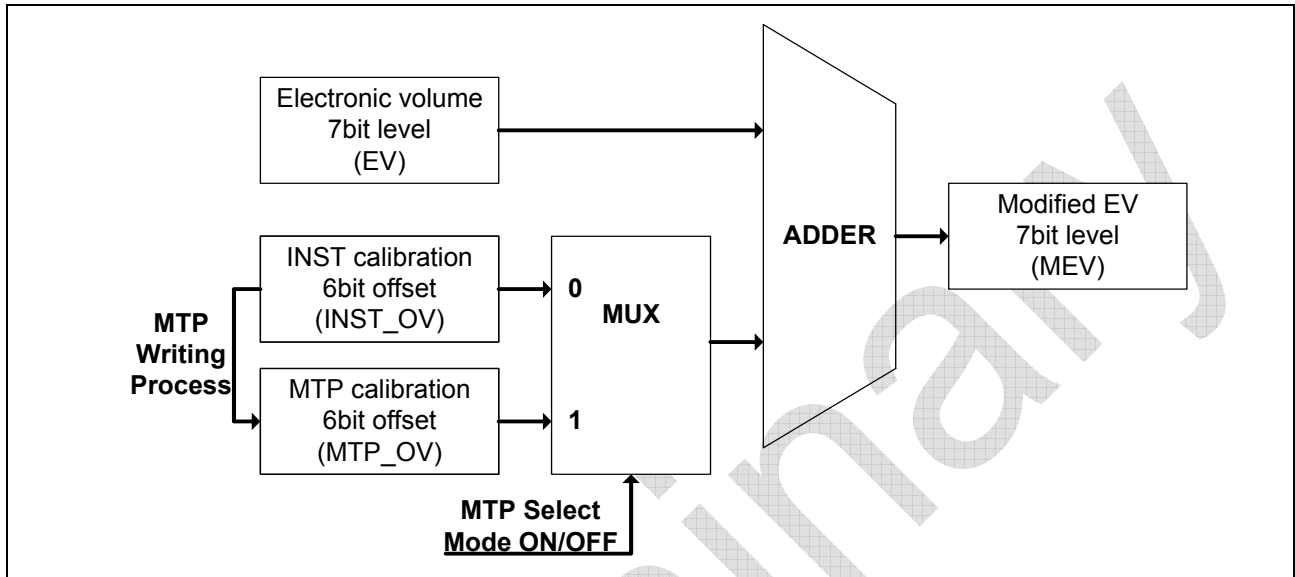 Electronic volume
7bit level
(EV)
INST calibration
6bit offset
(INST_OV)
MTP calibration
6bit offset
(MTP_OV)
MTP
Writing
Process
0
1
MUX
MTP Select
Mode ON/OFF
ADDER
Modified EV
7bit level
(MEV)
inary